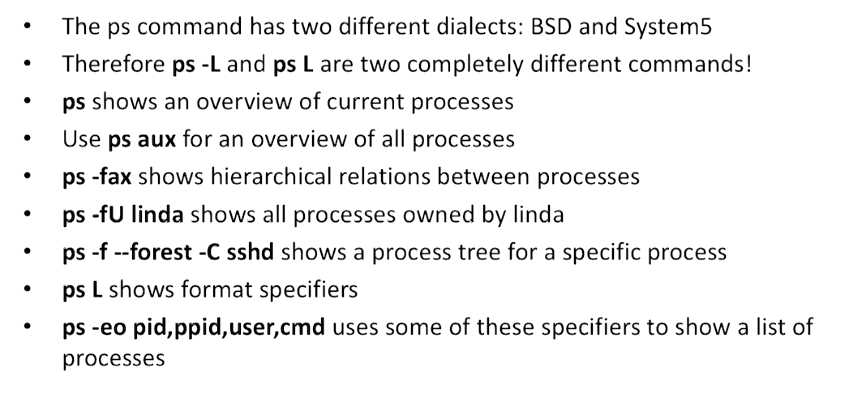 • The ps command has two different dialects: BSD and System5
• Therefore ps -L and ps L are two completely different commands!
• ps shows an overview of current processes
• Use ps aux for an overview of all processes
• ps -fax shows hierarchical relations between processes
• ps -fU linda shows all processes owned by linda
• ps -f --forest -C sshd shows a process tree for a specific process
• ps L shows format specifiers
• ps -eo pid,ppid,user,cmd uses some of these specifiers to show a list of
processes